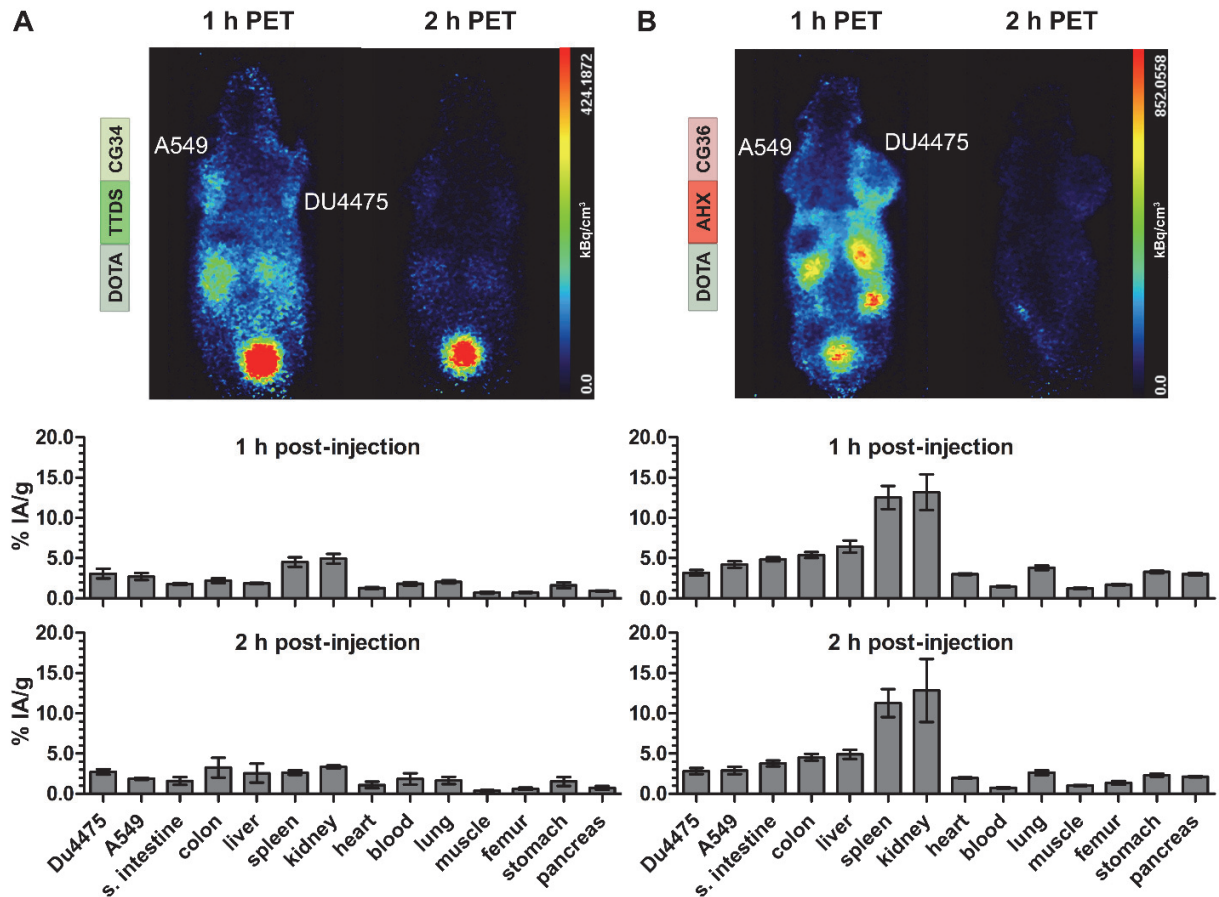 A
1 h PET
2 h PET
B
1 h PET
2 h PET
CG34
TTDS
DOTA
A549
DU4475
424.1872
kBq/cm³
0.0
CG36
AHX
DOTA
A549
DU4475
852.0558
kBq/cm³
0.0
1 h post-injection
% IA/g
20.0
15.0
10.0
5.0
0.0
1 h post-injection
20.0
15.0
10.0
5.0
0.0
2 h post-injection
% IA/g
20.0
15.0
10.0
5.0
0.0
2 h post-injection
20.0
15.0
10.0
5.0
0.0
Du4475
A549
s. intestine
colon
liver
spleen
kidney
heart
blood
lung
muscle
femur
stomach
pancreas
Du4475
A549
s. intestine
colon
liver
spleen
kidney
heart
blood
lung
muscle
femur
stomach
pancreas